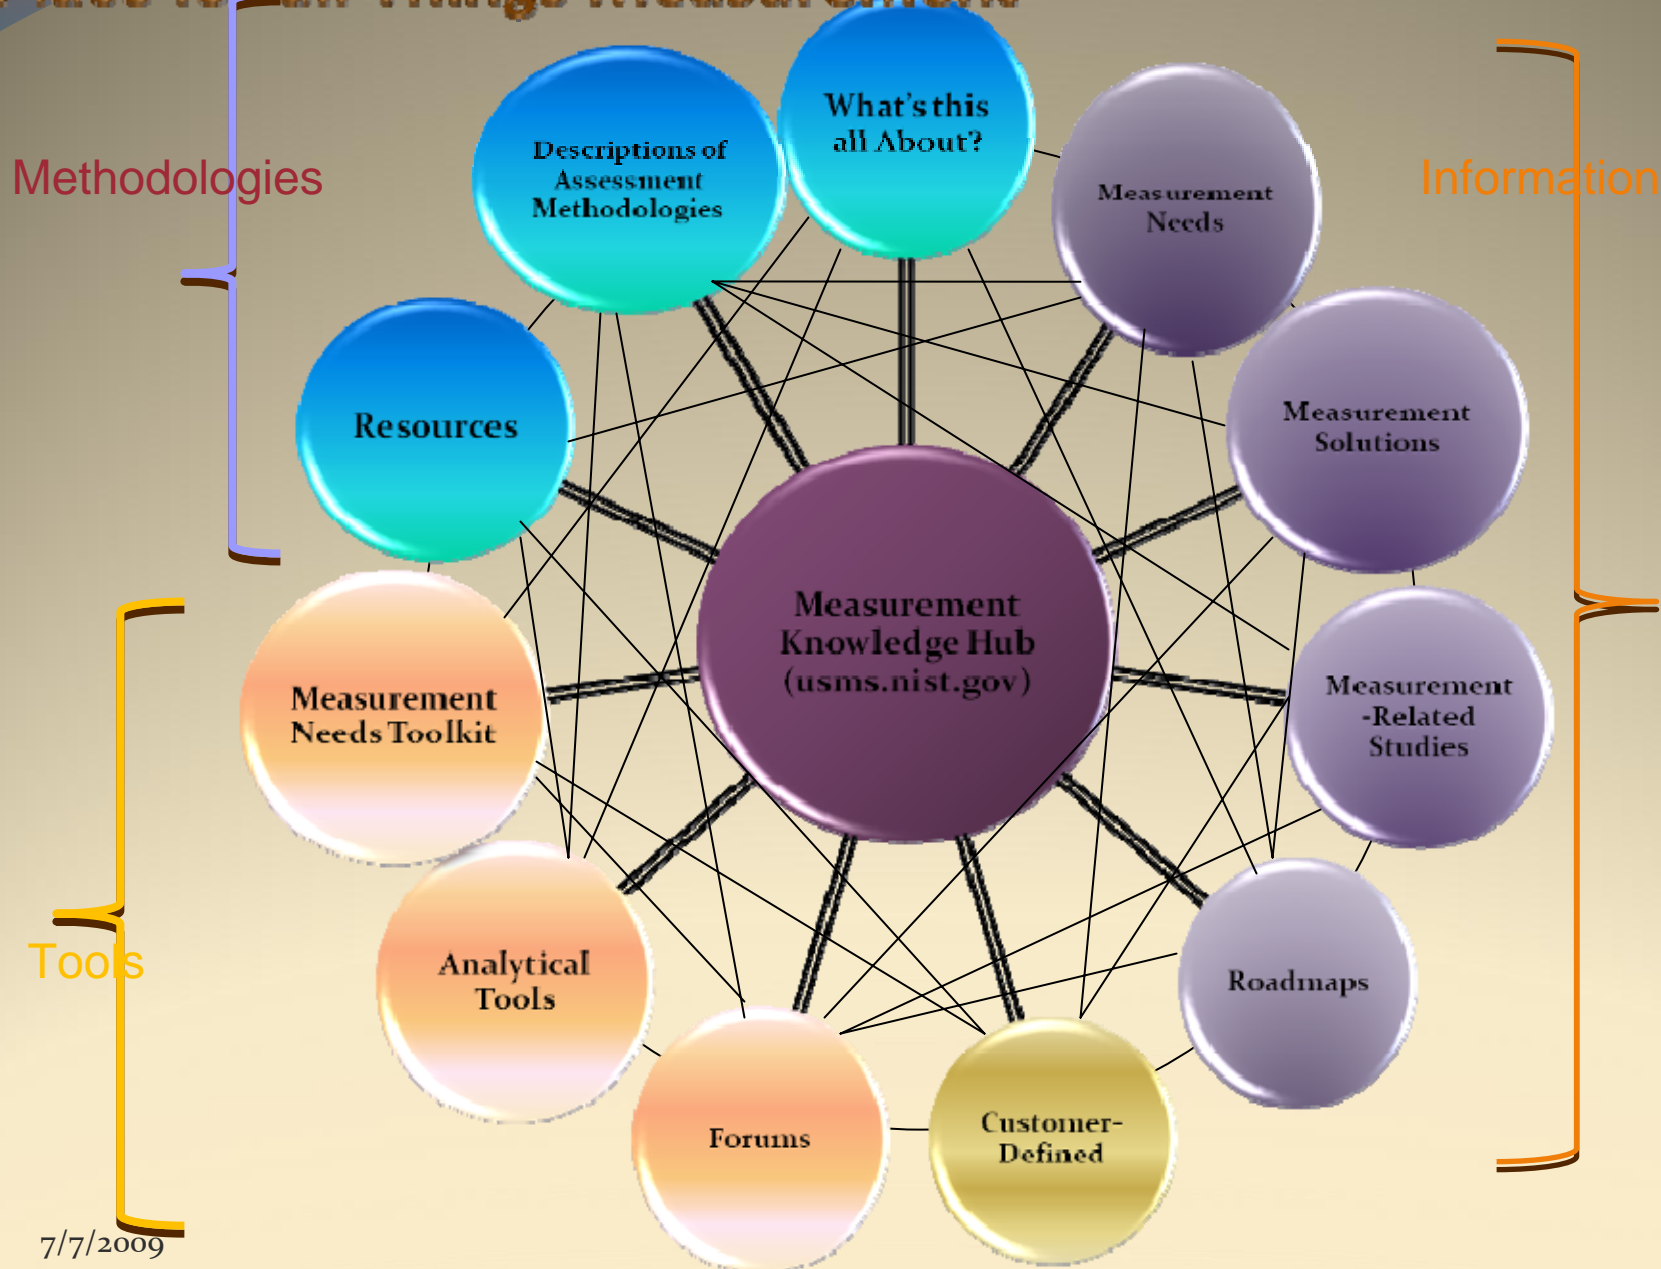 Methodologies
Information
Tools
What's this
all About?
Descriptions of
Assessment
Methodologies
Measurement
Needs
Resources
Measurement
Solutions
Measurement
Knowledge Hub
(usms.nist.gov)
Measurement
Needs Toolkit
Measurement
-Related
Studies
Analytical
Tools
Roadmaps
Forums
Customer-
Defined
7/7/2009